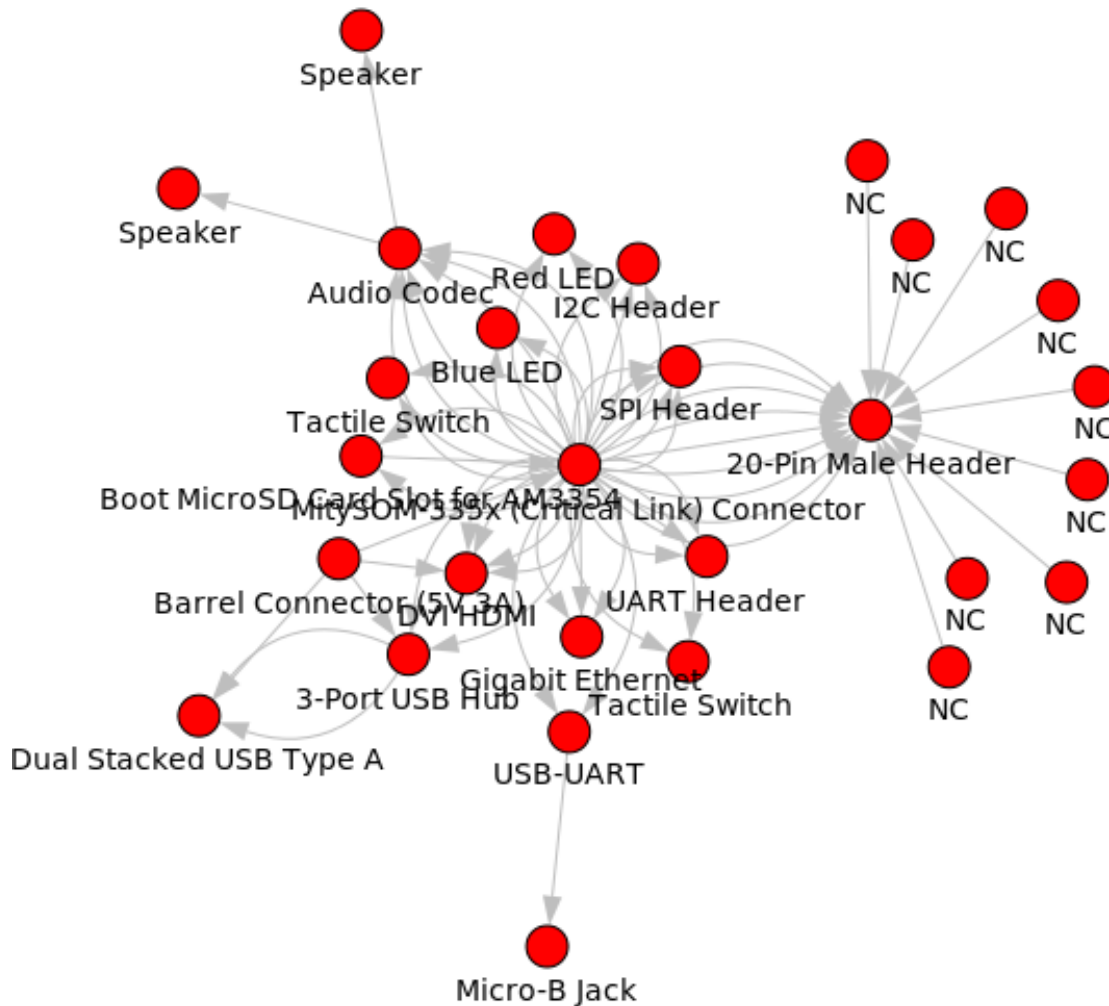 Speaker
Speaker
NC
NC
NC
Red LED
Audio Codec
I2C Header
NC
Blue LED
SPI Header
Tactile Switch
NC
20-Pin Male Header
Boot MicroSD Card Slot for AM3354
MitySOM-335x (Critical Link) Connector
NC
Barrel Connector (5V 3A)
DVI HDMI
UART Header
NC
NC
3-Port USB Hub
Gigabit Ethernet
Tactile Switch
NC
Dual Stacked USB Type A
USB-UART
Micro-B Jack